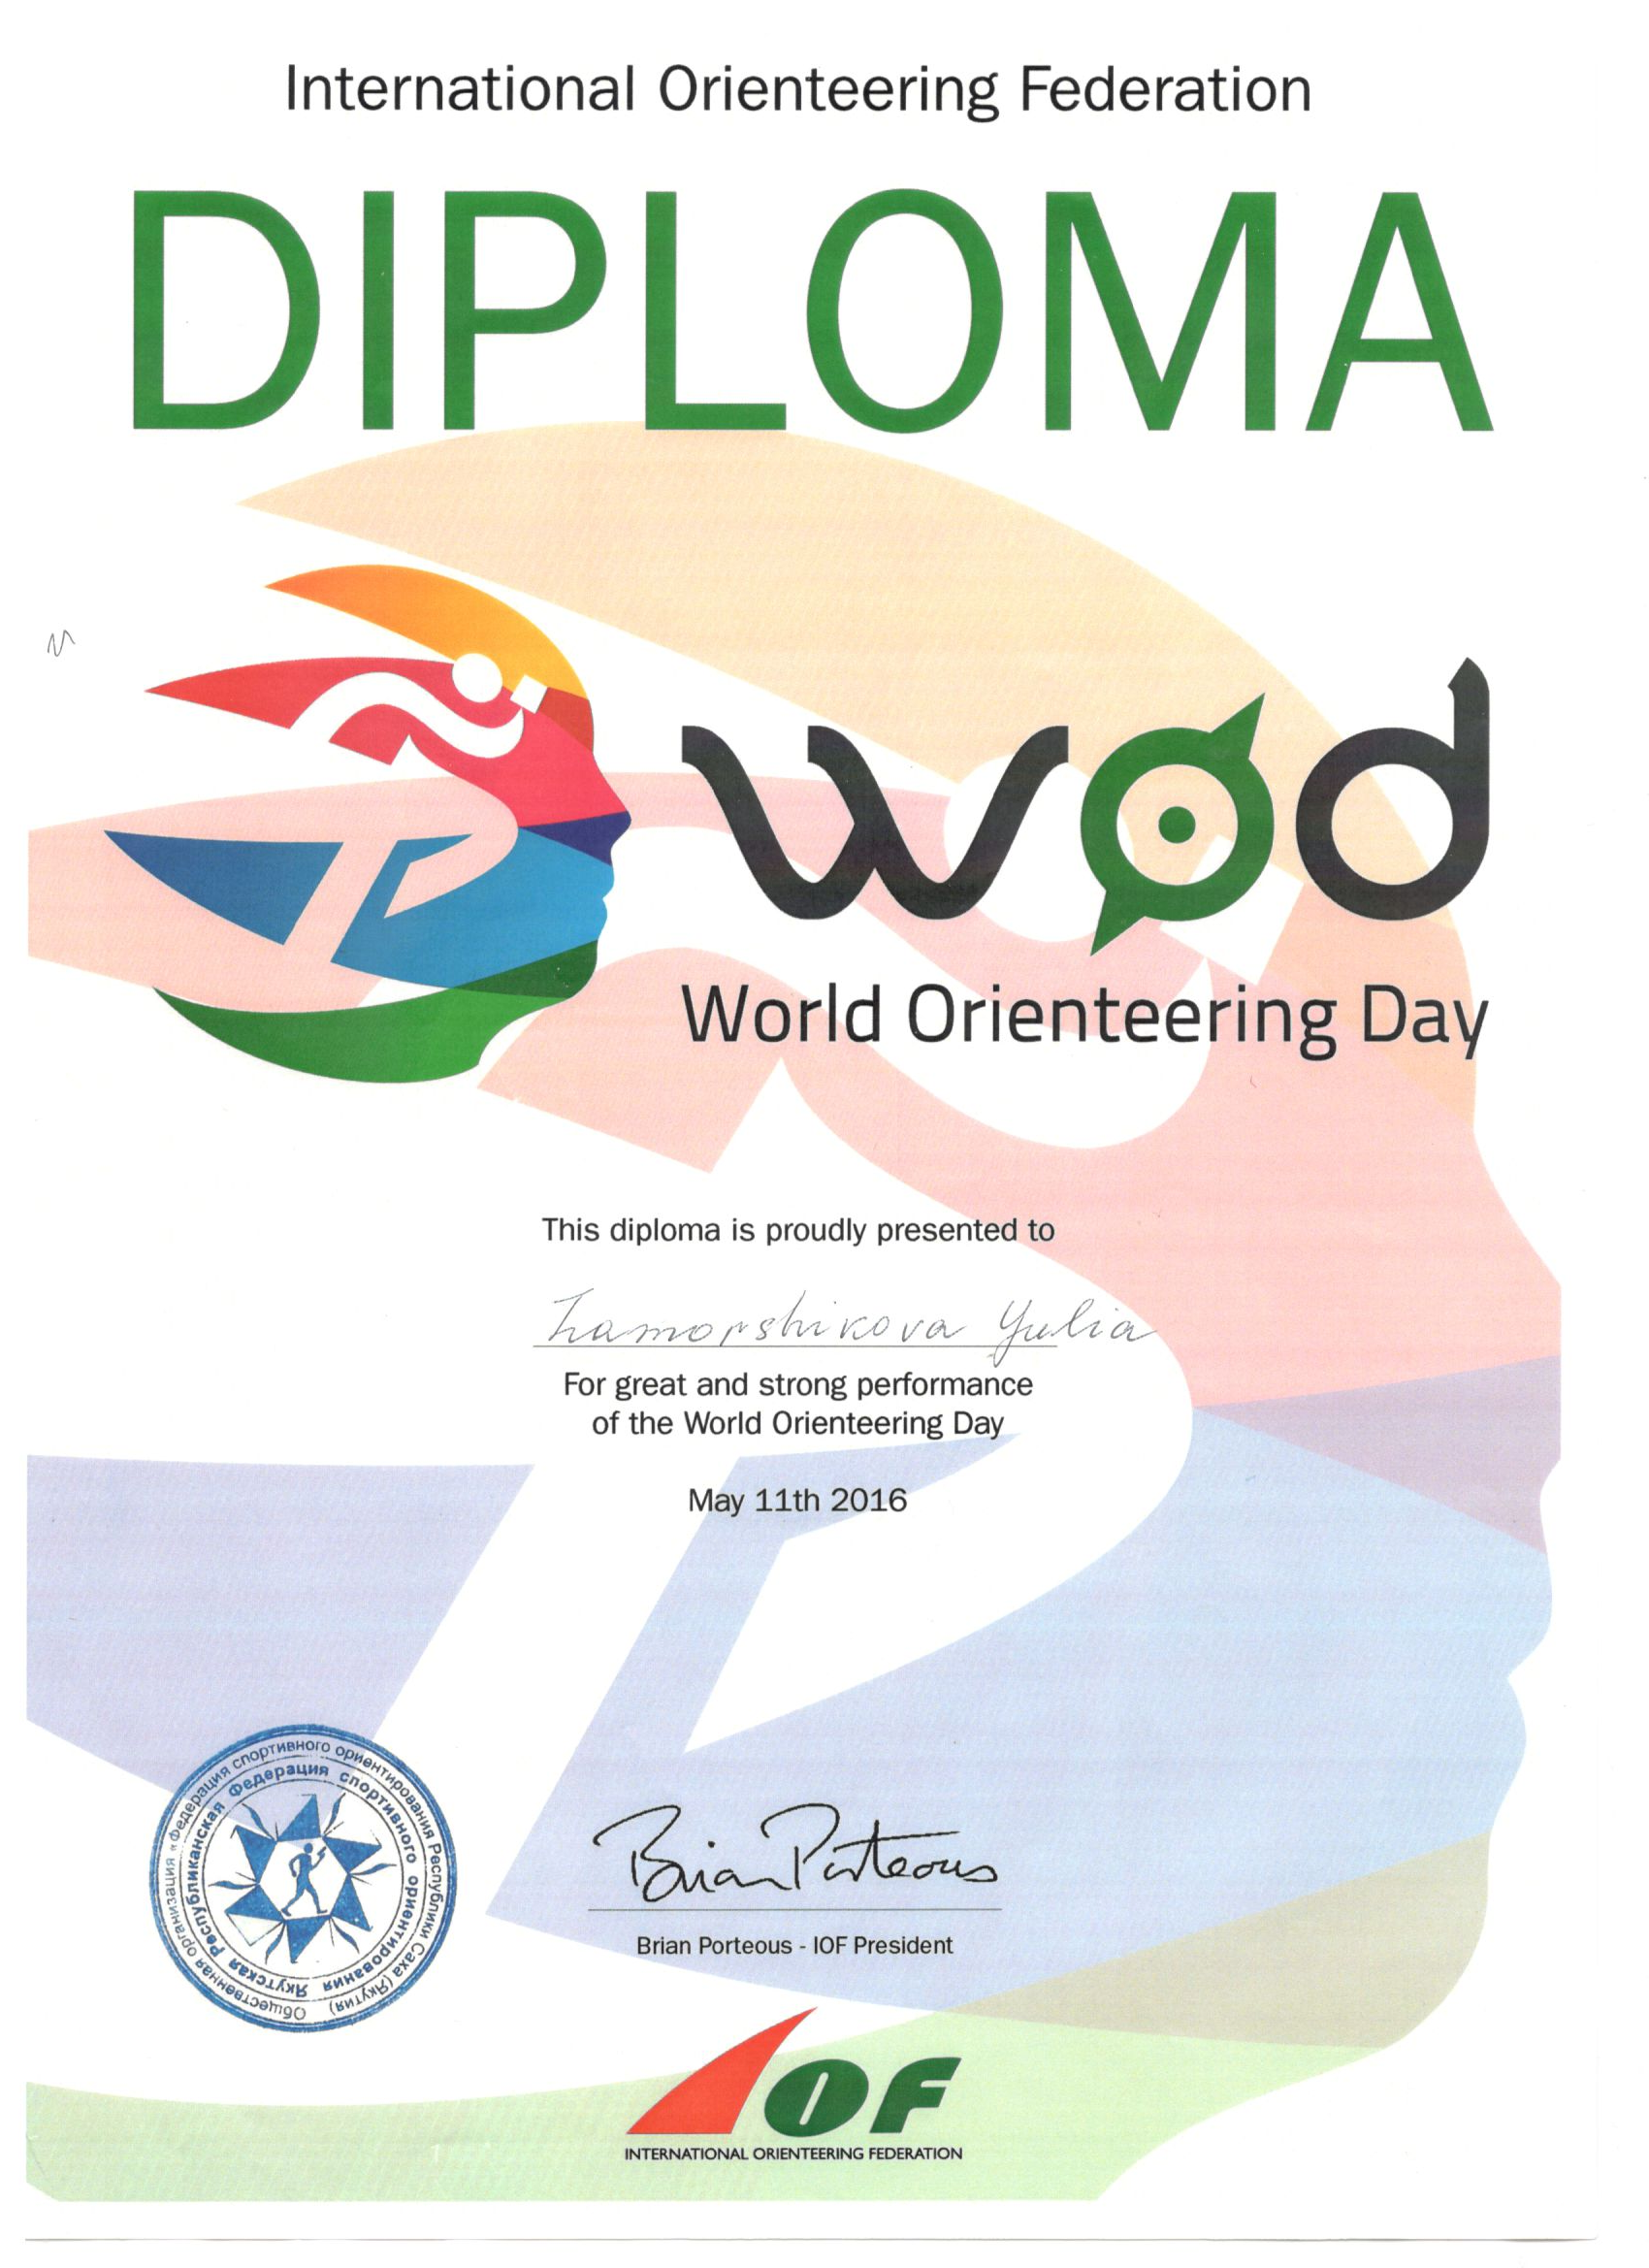 International Orienteering Federation
DIPLOMA
wod
World Orienteering Day
This diploma is proudly presented to
Zamorshikova Yulia
For great and strong performance
of the World Orienteering Day
May 11th 2016
Общественная организация «Федерация спортивного ориентирования Республики Саха (Якутия)
Якутская Республиканская Федерация спортивного ориентирования
Brian Porteous
Brian Porteous - IOF President
IOF
INTERNATIONAL ORIENTEERING FEDERATION